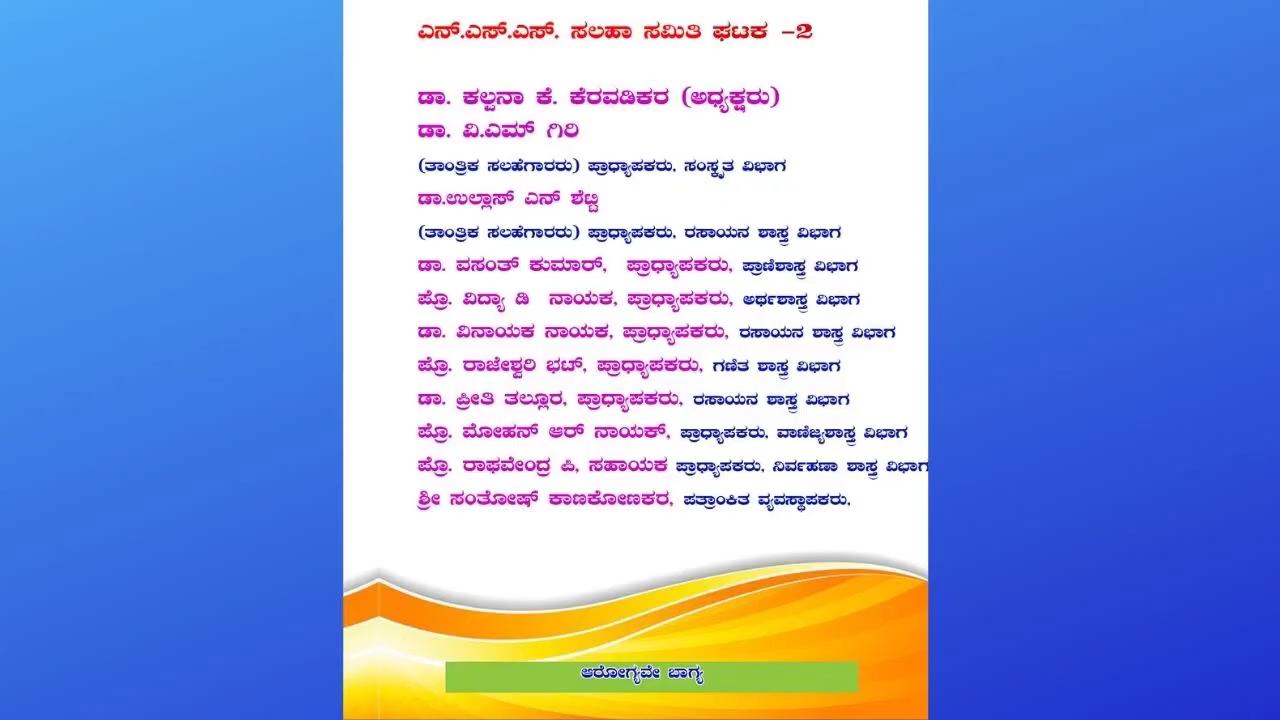 ಎನ್.ಎಸ್.ಎಸ್. ಸಲಹಾ ಸಮಿತಿ ಘಟಕ -2
ಡಾ. ಕಲ್ಪನಾ ಕೆ. ಕೆರವಡಿಕರ (ಅಧ್ಯಕ್ಷರು)
ಡಾ. ವಿ.ಎಮ್ ಗಿರಿ
(ತಾಂತ್ರಿಕ ಸಲಹೆಗಾರರು) ಪ್ರಾಧ್ಯಾಪಕರು, ಸಂಸ್ಕೃತ ವಿಭಾಗ
ಡಾ.ಉಲ್ಲಾಸ್ ಎನ್ ಶೆಟ್ಟಿ
(ತಾಂತ್ರಿಕ ಸಲಹೆಗಾರರು) ಪ್ರಾಧ್ಯಾಪಕರು, ರಸಾಯನ ಶಾಸ್ತ್ರ ವಿಭಾಗ
ಡಾ. ವಸಂತ್ ಕುಮಾರ್, ಪ್ರಾಧ್ಯಾಪಕರು, ಪ್ರಾಣಿಶಾಸ್ತ್ರ ವಿಭಾಗ
ಪ್ರೊ. ವಿದ್ಯಾ ಡಿ ನಾಯಕ, ಪ್ರಾಧ್ಯಾಪಕರು, ಅರ್ಥಶಾಸ್ತ್ರ ವಿಭಾಗ
ಡಾ. ವಿನಾಯಕ ನಾಯಕ, ಪ್ರಾಧ್ಯಾಪಕರು, ರಸಾಯನ ಶಾಸ್ತ್ರ ವಿಭಾಗ
ಪ್ರೊ. ರಾಜೇಶ್ವರಿ ಭಟ್, ಪ್ರಾಧ್ಯಾಪಕರು, ಗಣಿತ ಶಾಸ್ತ್ರ ವಿಭಾಗ
ಡಾ. ಪ್ರೀತಿ ತಲ್ಲೂರ, ಪ್ರಾಧ್ಯಾಪಕರು, ರಸಾಯನ ಶಾಸ್ತ್ರ ವಿಭಾಗ
ಪ್ರೊ. ಮೋಹನ್ ಆರ್ ನಾಯಕ್, ಪ್ರಾಧ್ಯಾಪಕರು, ವಾಣಿಜ್ಯಶಾಸ್ತ್ರ ವಿಭಾಗ
ಪ್ರೊ. ರಾಘವೇಂದ್ರ ಪಿ, ಸಹಾಯಕ ಪ್ರಾಧ್ಯಾಪಕರು, ನಿರ್ವಹಣಾ ಶಾಸ್ತ್ರ ವಿಭಾಗ
ಶ್ರೀ ಸಂತೋಷ್ ಕಾಣಕೋಣಕರ, ಪತ್ರಾಂಕಿತ ವ್ಯವಸ್ಥಾಪಕರು,
ಆರೋಗ್ಯವೇ ಬಾಗ್ಯ